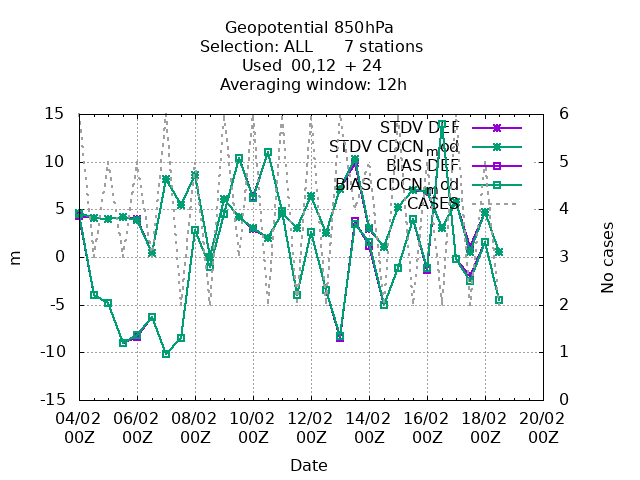 Geopotential 850hPa
Selection: ALL 7 stations
Used 00,12 + 24
Averaging window: 12h
STDV DEF
STDV CDCN_mod
BIAS DEF
BIAS CDCN_mod
CASES
15
10
5
0
-5
-10
-15
m
6
5
4
3
2
1
0
No cases
04/02 06/02 08/02 10/02 12/02 14/02 16/02 18/02 20/02
00Z 00Z 00Z 00Z 00Z 00Z 00Z 00Z 00Z
Date